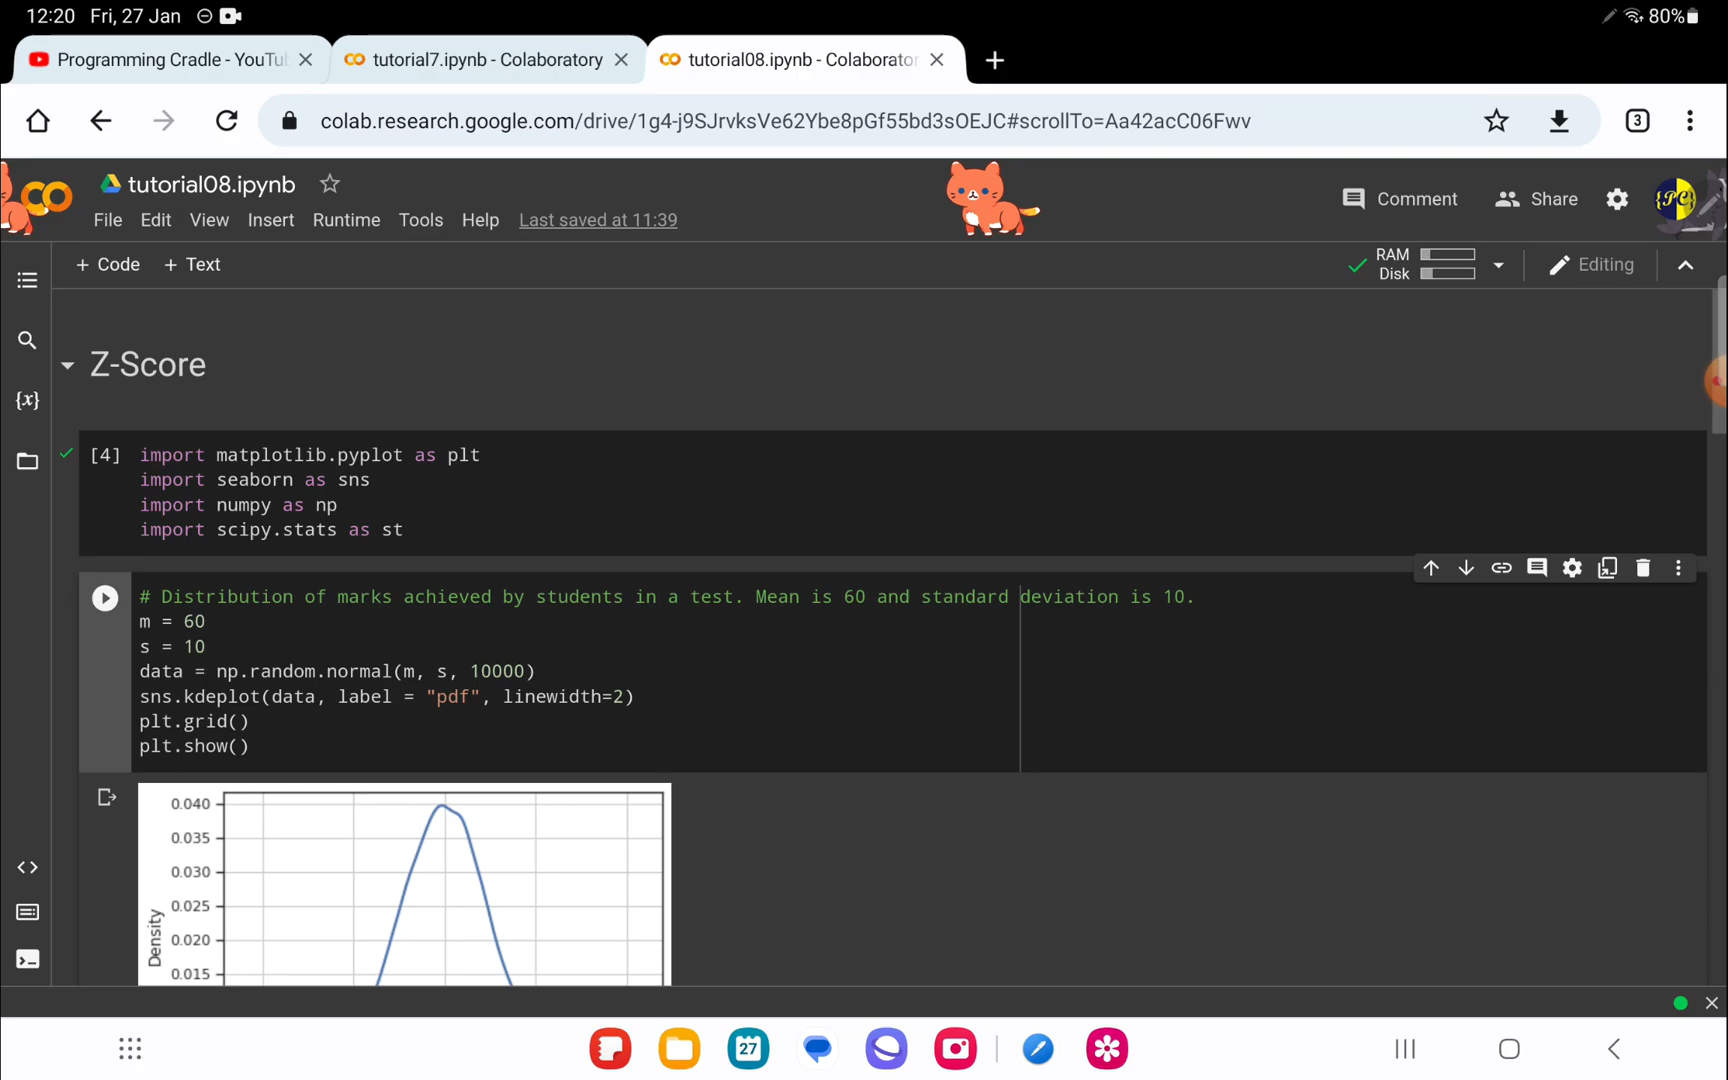 12:20 Fri, 27 Jan
80%
Programming Cradle - YouTu
tutorial7.ipynb - Colaboratory
tutorial08.ipynb - Colaborator
colab.research.google.com/drive/1g4-j9SJrvksVe62Ybe8pGf55bd3sOEJC#scrollTo=Aa42acC06Fwv
3
tutorial08.ipynb
Comment
Share
{PC}
File Edit View Insert Runtime Tools Help Last saved at 11:39
+ Code + Text
RAM
Disk
Editing
Z-Score
{x}
[4] import matplotlib.pyplot as plt
import seaborn as sns
import numpy as np
import scipy.stats as st
# Distribution of marks achieved by students in a test. Mean is 60 and standard deviation is 10.
m = 60
s = 10
data = np.random.normal(m, s, 10000)
sns.kdeplot(data, label = "pdf", linewidth=2)
plt.grid()
plt.show()
0.040
0.035
0.030
0.025
0.020
0.015
Density
27